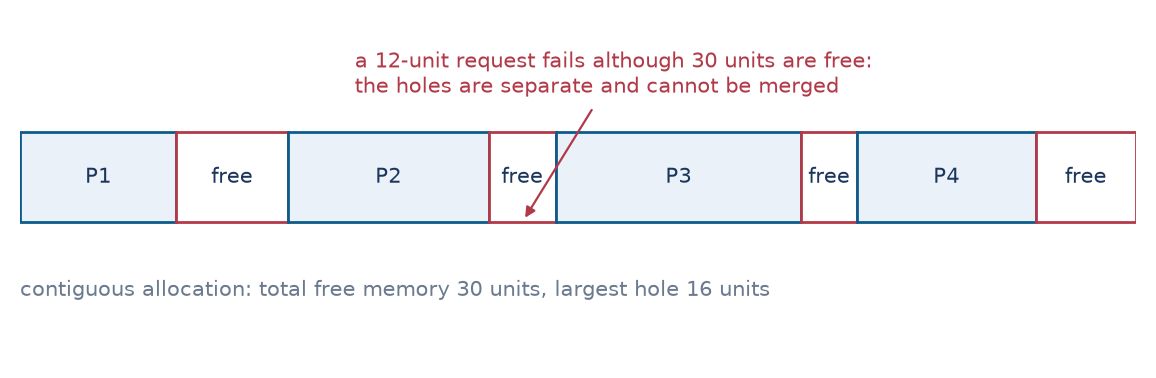 a 12-unit request fails although 30 units are free:
the holes are separate and cannot be merged
P1 free P2 free P3 free P4 free
contiguous allocation: total free memory 30 units, largest hole 16 units